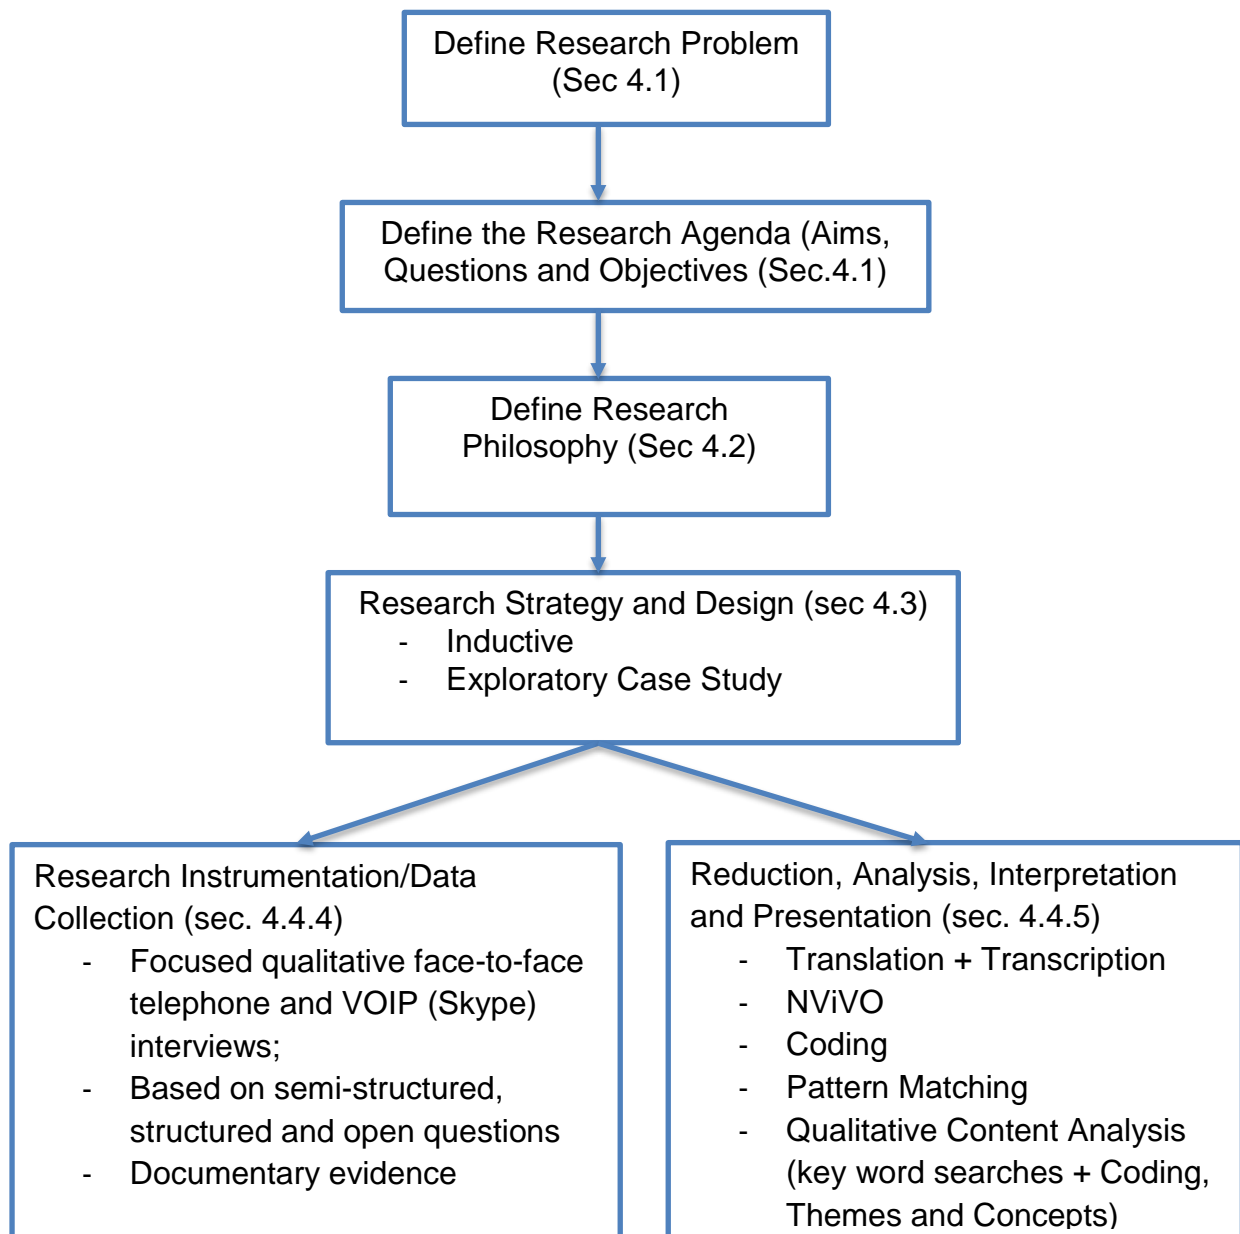 Define Research Problem
(Sec 4.1)
Define the Research Agenda (Aims,
Questions and Objectives (Sec.4.1)
Define Research
Philosophy (Sec 4.2)
Research Strategy and Design (sec 4.3)
- Inductive
- Exploratory Case Study
Research Instrumentation/Data
Collection (sec. 4.4.4)
- Focused qualitative face-to-face
telephone and VOIP (Skype)
interviews;
- Based on semi-structured,
structured and open questions
- Documentary evidence
Reduction, Analysis, Interpretation
and Presentation (sec. 4.4.5)
- Translation + Transcription
- NViVO
- Coding
- Pattern Matching
- Qualitative Content Analysis
(key word searches + Coding,
Themes and Concepts)